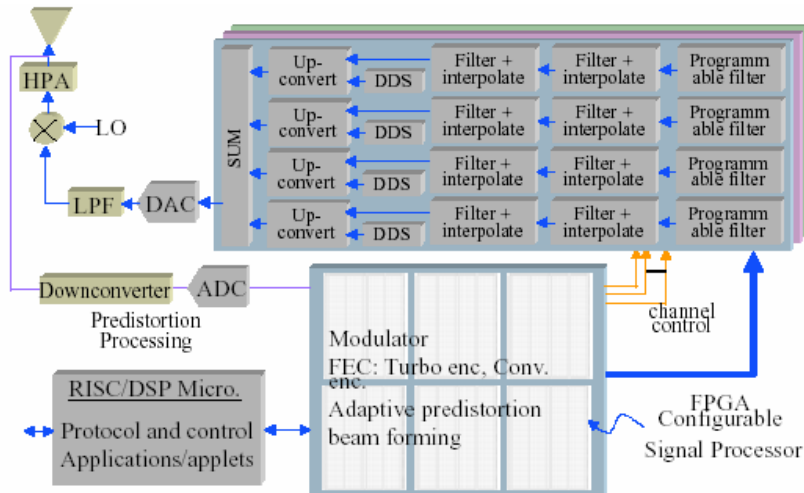 HPA
LO
LPF
DAC
SUM
Up-
convert
DDS
Filter +
interpolate
Filter +
interpolate
Programm
able filter
Up-
convert
DDS
Filter +
interpolate
Filter +
interpolate
Programm
able filter
Up-
convert
DDS
Filter +
interpolate
Filter +
interpolate
Programm
able filter
Up-
convert
DDS
Filter +
interpolate
Filter +
interpolate
Programm
able filter
Downconverter
ADC
Predistortion
Processing
channel
control
Modulator
FEC: Turbo enc, Conv.
enc.
Adaptive predistortion
beam forming
RISC/DSP Micro.
Protocol and control
Applications/applets
FPGA
Configurable
Signal Processor